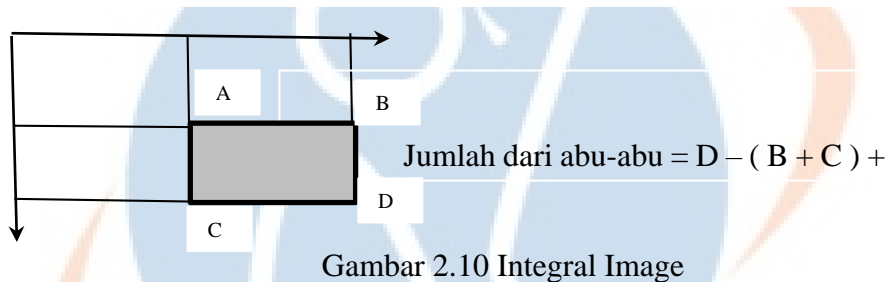 A
B
Jumlah dari abu-abu = D – ( B + C ) +
D
C
Gambar 2.10 Integral Image